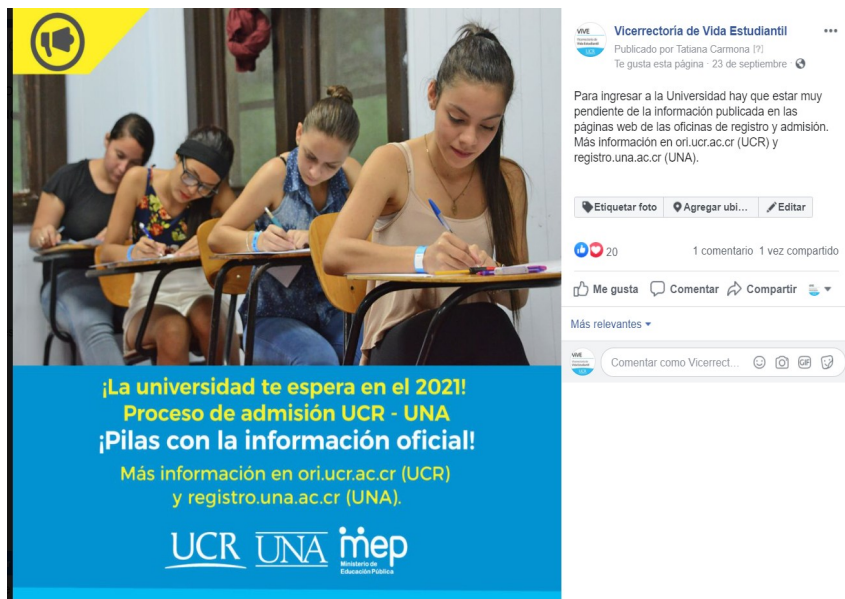 ¡La universidad te espera en el 2021!
Proceso de admisión UCR - UNA
¡Pilas con la información oficial!
Más información en ori.ucr.ac.cr (UCR)
y registro.una.ac.cr (UNA).
UCR UNA mep
Ministerio de
Educación Pública
VIVE
UCR
Vicerrectoría de Vida Estudiantil
Publicado por Tatiana Carmona [?]
Te gusta esta página · 23 de septiembre ·
Para ingresar a la Universidad hay que estar muy
pendiente de la información publicada en las
páginas web de las oficinas de registro y admisión.
Más información en ori.ucr.ac.cr (UCR) y
registro.una.ac.cr (UNA).
Etiquetar foto Agregar ubi... Editar
20 1 comentario 1 vez compartido
Me gusta Comentar Compartir
Más relevantes
VIVE
UCR
Comentar como Vicerrect... GIF